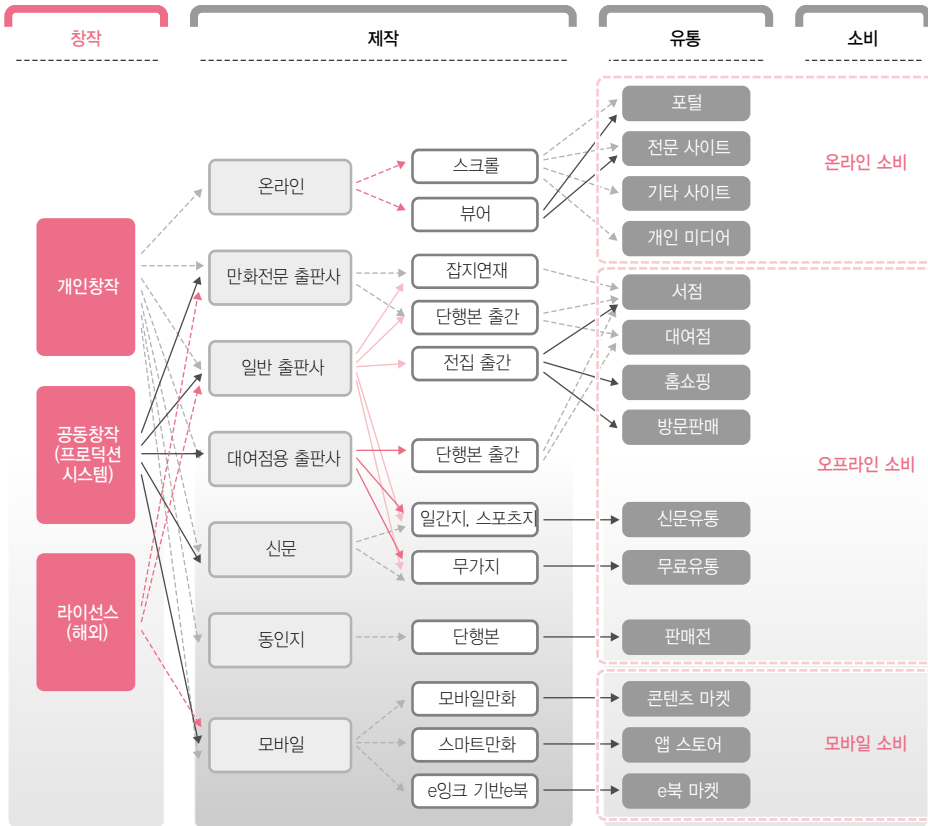 창작
제작
유통
소비
개인창작
공동창작
(프로덕션
시스템)
라이선스
(해외)
온라인
만화전문 출판사
일반 출판사
대여점용 출판사
신문
동인지
모바일
스크롤
뷰어
잡지연재
단행본 출간
전집 출간
단행본 출간
일간지, 스포츠지
무가지
단행본
모바일만화
스마트만화
e잉크 기반e북
포털
전문 사이트
기타 사이트
개인 미디어
서점
대여점
홈쇼핑
방문판매
신문유통
무료유통
판매전
콘텐츠 마켓
앱 스토어
e북 마켓
온라인 소비
오프라인 소비
모바일 소비